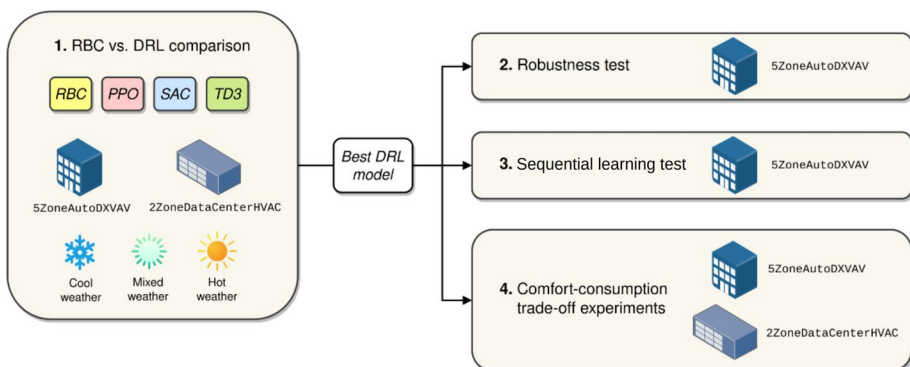 1. RBC vs. DRL comparison
RBC PPO SAC TD3
5ZoneAutoDXVAV 2ZoneDataCenterHVAC
Cool weather
Mixed weather
Hot weather
Best DRL model
2. Robustness test
5ZoneAutoDXVAV
3. Sequential learning test
5ZoneAutoDXVAV
4. Comfort-consumption
trade-off experiments
5ZoneAutoDXVAV
2ZoneDataCenterHVAC